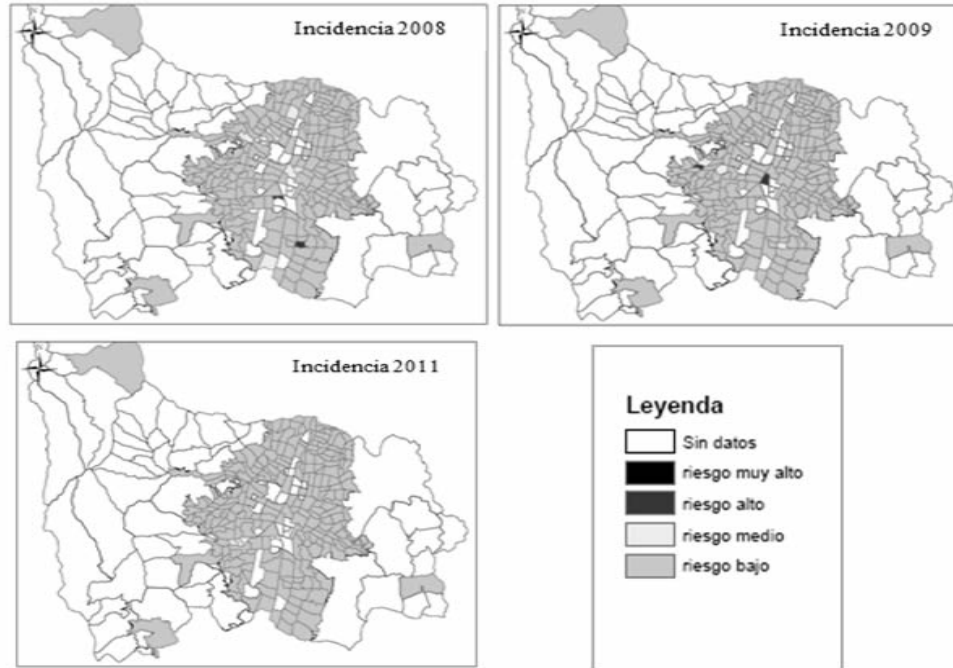 Incidencia 2008
Incidencia 2009
Incidencia 2011
Leyenda
Sin datos
riesgo muy alto
riesgo alto
riesgo medio
riesgo bajo